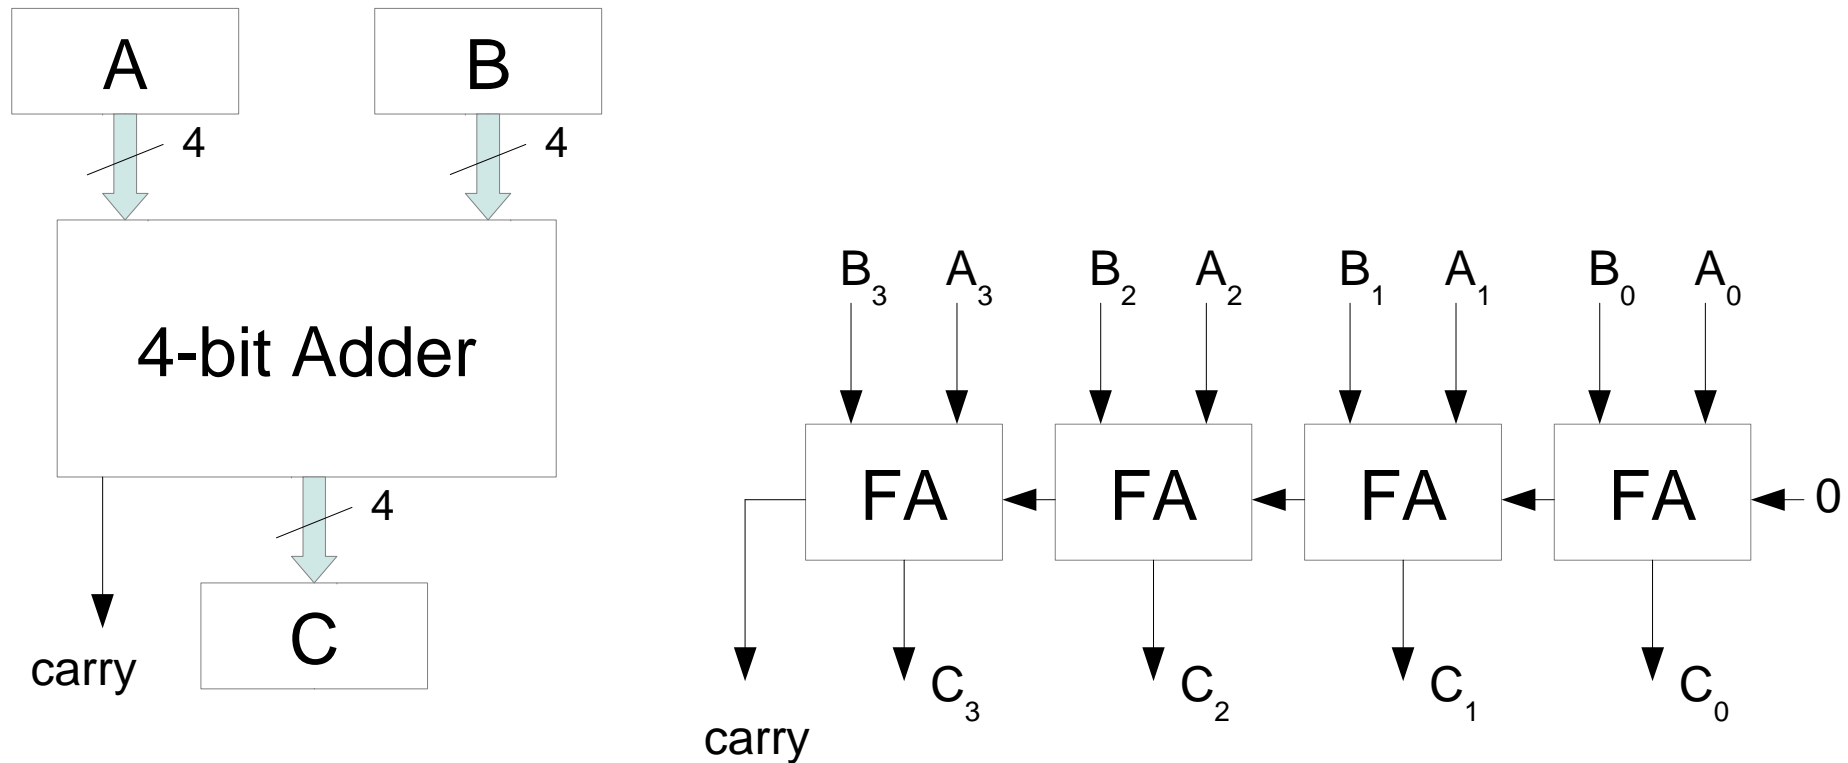 A
B
4
4
4-bit Adder
4
carry
C
B3 A3 B2 A2 B1 A1 B0 A0
FA FA FA FA 0
C3 C2 C1 C0
carry